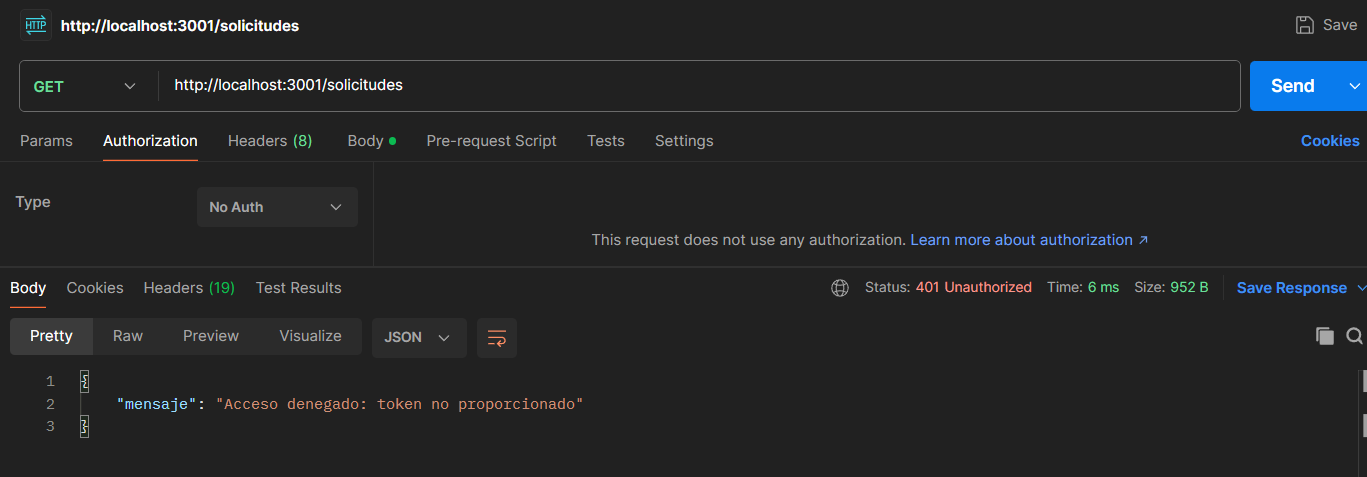 HTTP http://localhost:3001/solicitudes Save
GET http://localhost:3001/solicitudes Send
Params Authorization Headers (8) Body Pre-request Script Tests Settings Cookies
Type No Auth
This request does not use any authorization. Learn more about authorization ↗
Body Cookies Headers (19) Test Results Status: 401 Unauthorized Time: 6 ms Size: 952 B Save Response
Pretty Raw Preview Visualize JSON
1 {
2 "mensaje": "Acceso denegado: token no proporcionado"
3 }